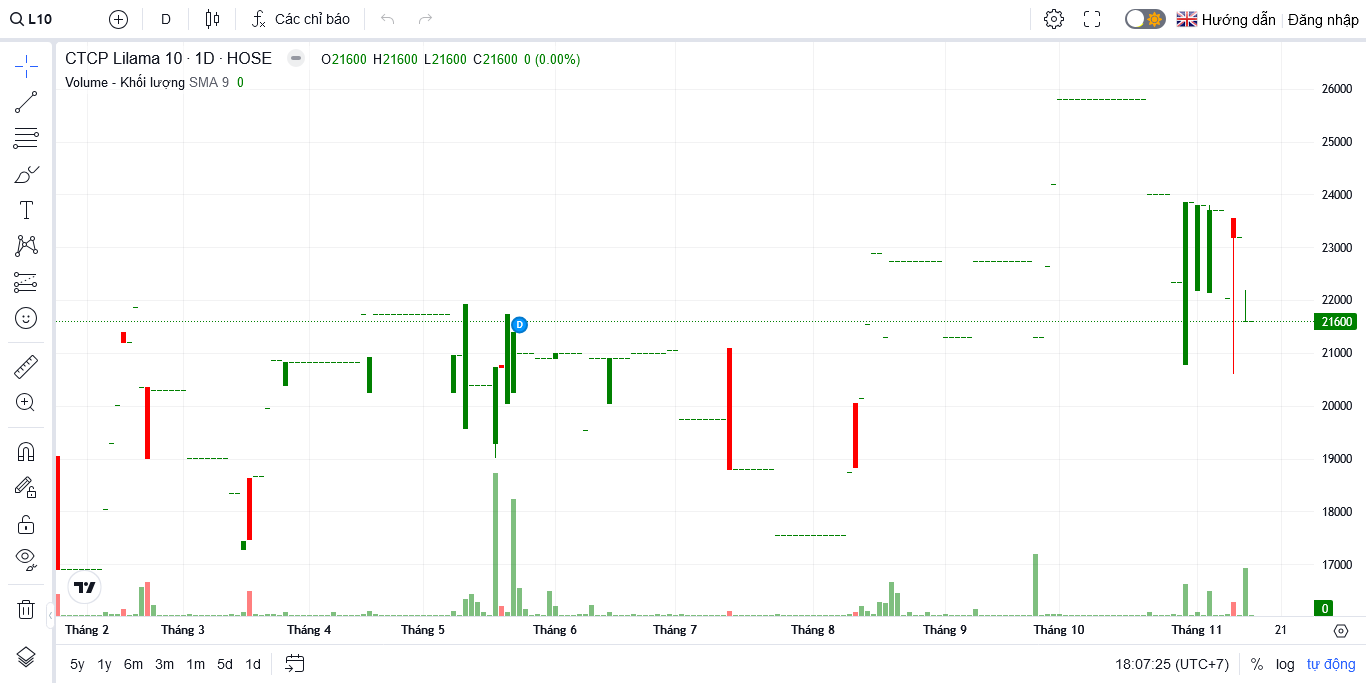 L10 D Các chỉ báo Hướng dẫn Đăng nhập
CTCP Lilama 10 · 1D · HOSE O21600 H21600 L21600 C21600 0 (0.00%)
Volume - Khối lượng SMA 9 0
26000
25000
24000
23000
22000
21600
21000
20000
19000
18000
17000
0
D
Tháng 2 Tháng 3 Tháng 4 Tháng 5 Tháng 6 Tháng 7 Tháng 8 Tháng 9 Tháng 10 Tháng 11 21
5y 1y 6m 3m 1m 5d 1d 18:07:25 (UTC+7) % log tự động